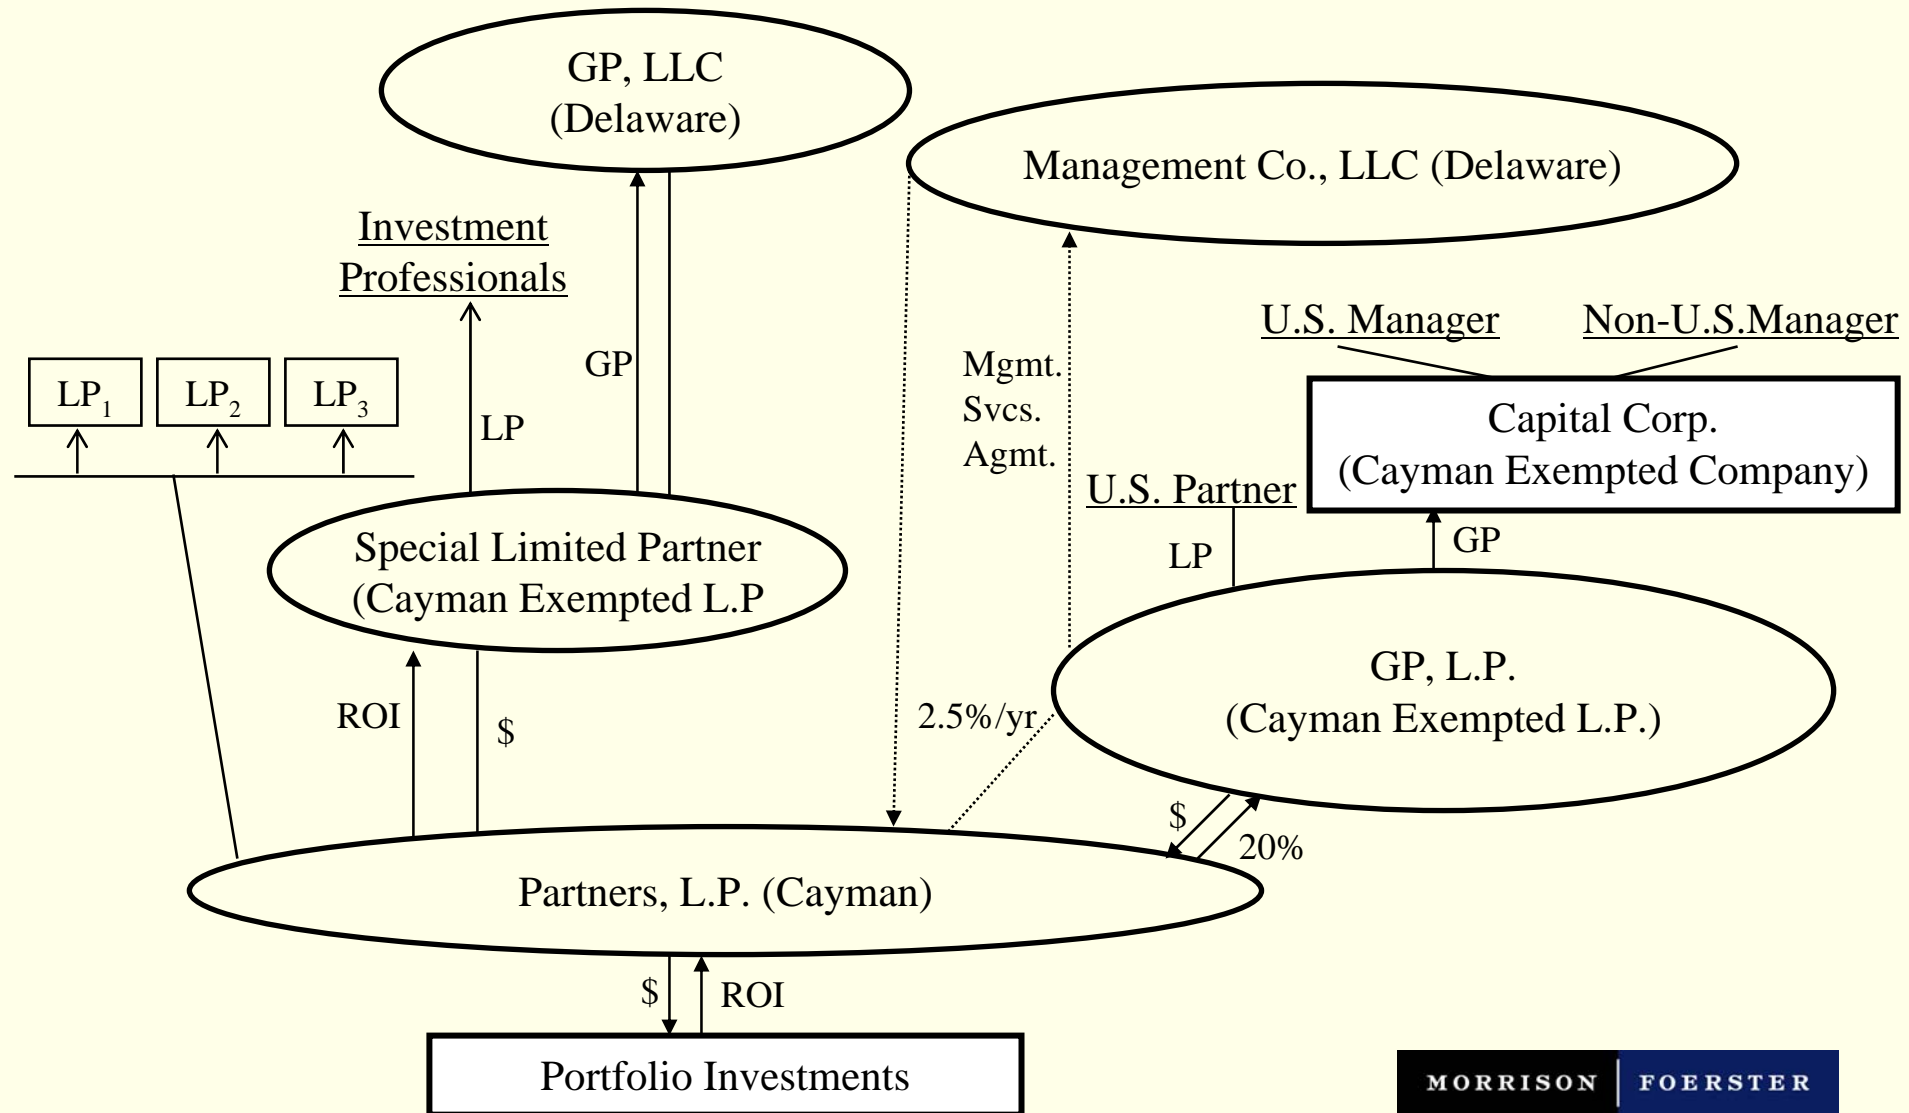 GP, LLC
(Delaware)
Management Co., LLC (Delaware)
Investment
Professionals
U.S. Manager
Non-U.S.Manager
GP
Mgmt.
Svcs.
Agmt.
LP1
LP2
LP3
LP
Capital Corp.
(Cayman Exempted Company)
U.S. Partner
LP
GP
Special Limited Partner
(Cayman Exempted L.P
GP, L.P.
(Cayman Exempted L.P.)
ROI
$
2.5%/yr
$
20%
Partners, L.P. (Cayman)
$
ROI
Portfolio Investments
MORRISON FOERSTER